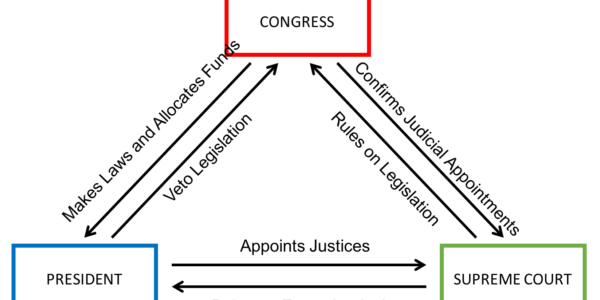 CONGRESS
Makes Laws and Allocates Funds
Veto Legislation
Confirms Judicial Appointments
Rules on Legislation
Appoints Justices
PRESIDENT
SUPREME COURT